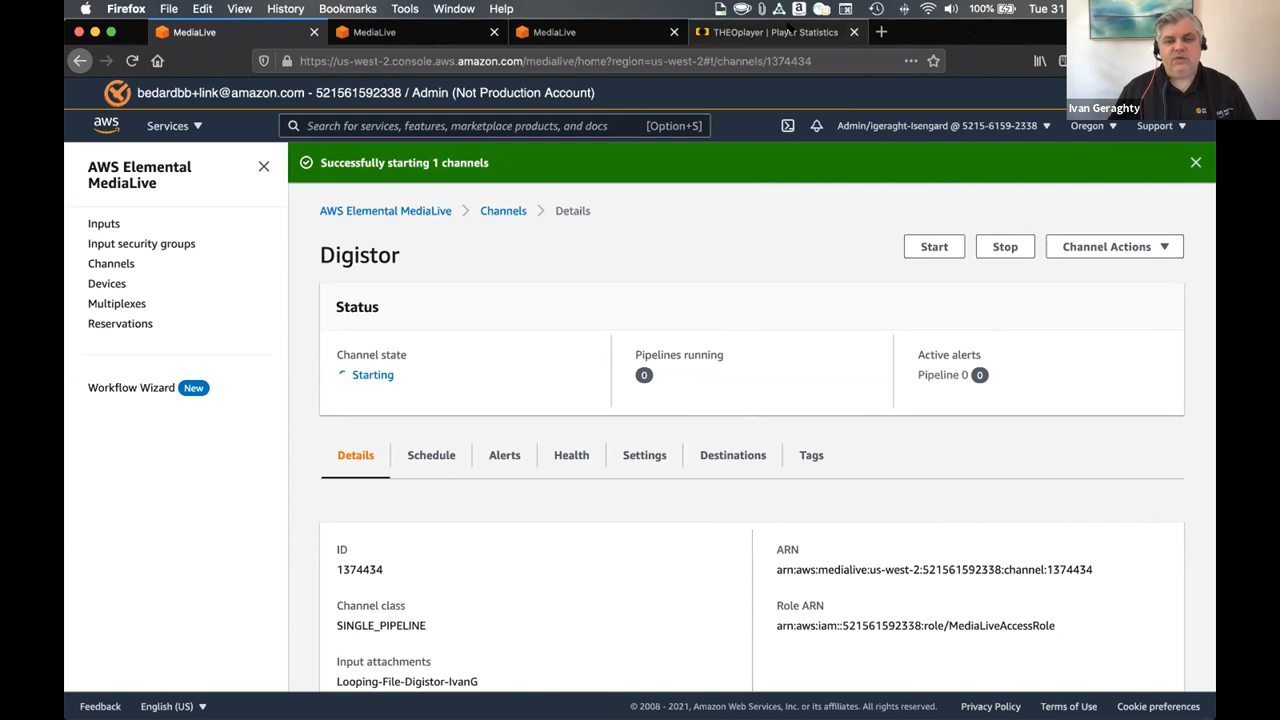 Firefox File Edit View History Bookmarks Tools Window Help 100% Tue 31
MediaLive MediaLive MediaLive THEOplayer | Player Statistics
https://us-west-2.console.aws.amazon.com/medialive/home?region=us-west-2#!/channels/1374434
Ivan Geraghty
bedardbb+link@amazon.com - 521561592338 / Admin (Not Production Account)
aws Services Search for services, features, marketplace products, and docs [Option+S] Admin/igeraght-Isengard @ 5215-6159-2338 Oregon Support
AWS Elemental
MediaLive
Inputs
Input security groups
Channels
Devices
Multiplexes
Reservations
Workflow Wizard New
Successfully starting 1 channels
AWS Elemental MediaLive Channels Details
Digistor Start Stop Channel Actions
Status
Channel state Pipelines running Active alerts
Starting 0 Pipeline 0 0
Details Schedule Alerts Health Settings Destinations Tags
ID
1374434
Channel class
SINGLE_PIPELINE
Input attachments
Looping-File-Digistor-IvanG
ARN
arn:aws:medialive:us-west-2:521561592338:channel:1374434
Role ARN
arn:aws:iam::521561592338:role/MediaLiveAccessRole
Feedback English (US) © 2008 - 2021, Amazon Web Services, Inc. or its affiliates. All rights reserved. Privacy Policy Terms of Use Cookie preferences